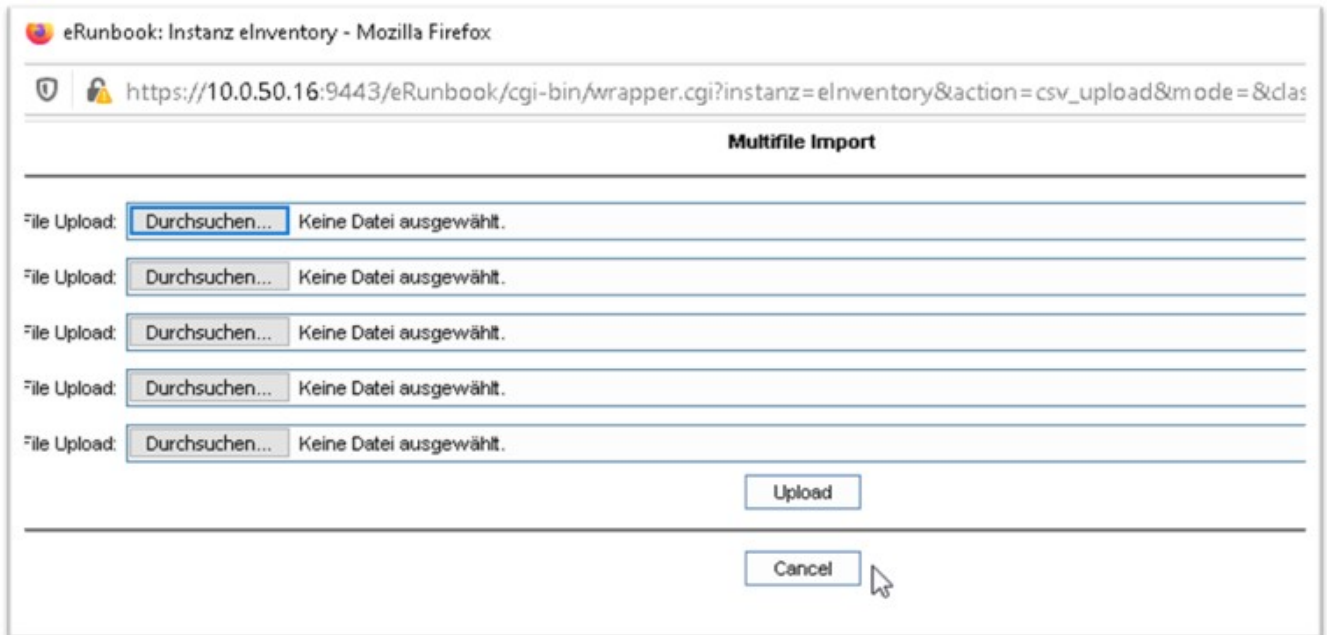 eRunbook: Instanz eInventory - Mozilla Firefox
https://10.0.50.16:9443/eRunbook/cgi-bin/wrapper.cgi?instanz=eInventory&action=csv_upload&mode=&clas
Multifile Import
File Upload: Durchsuchen... Keine Datei ausgewählt.
File Upload: Durchsuchen... Keine Datei ausgewählt.
File Upload: Durchsuchen... Keine Datei ausgewählt.
File Upload: Durchsuchen... Keine Datei ausgewählt.
File Upload: Durchsuchen... Keine Datei ausgewählt.
Upload
Cancel